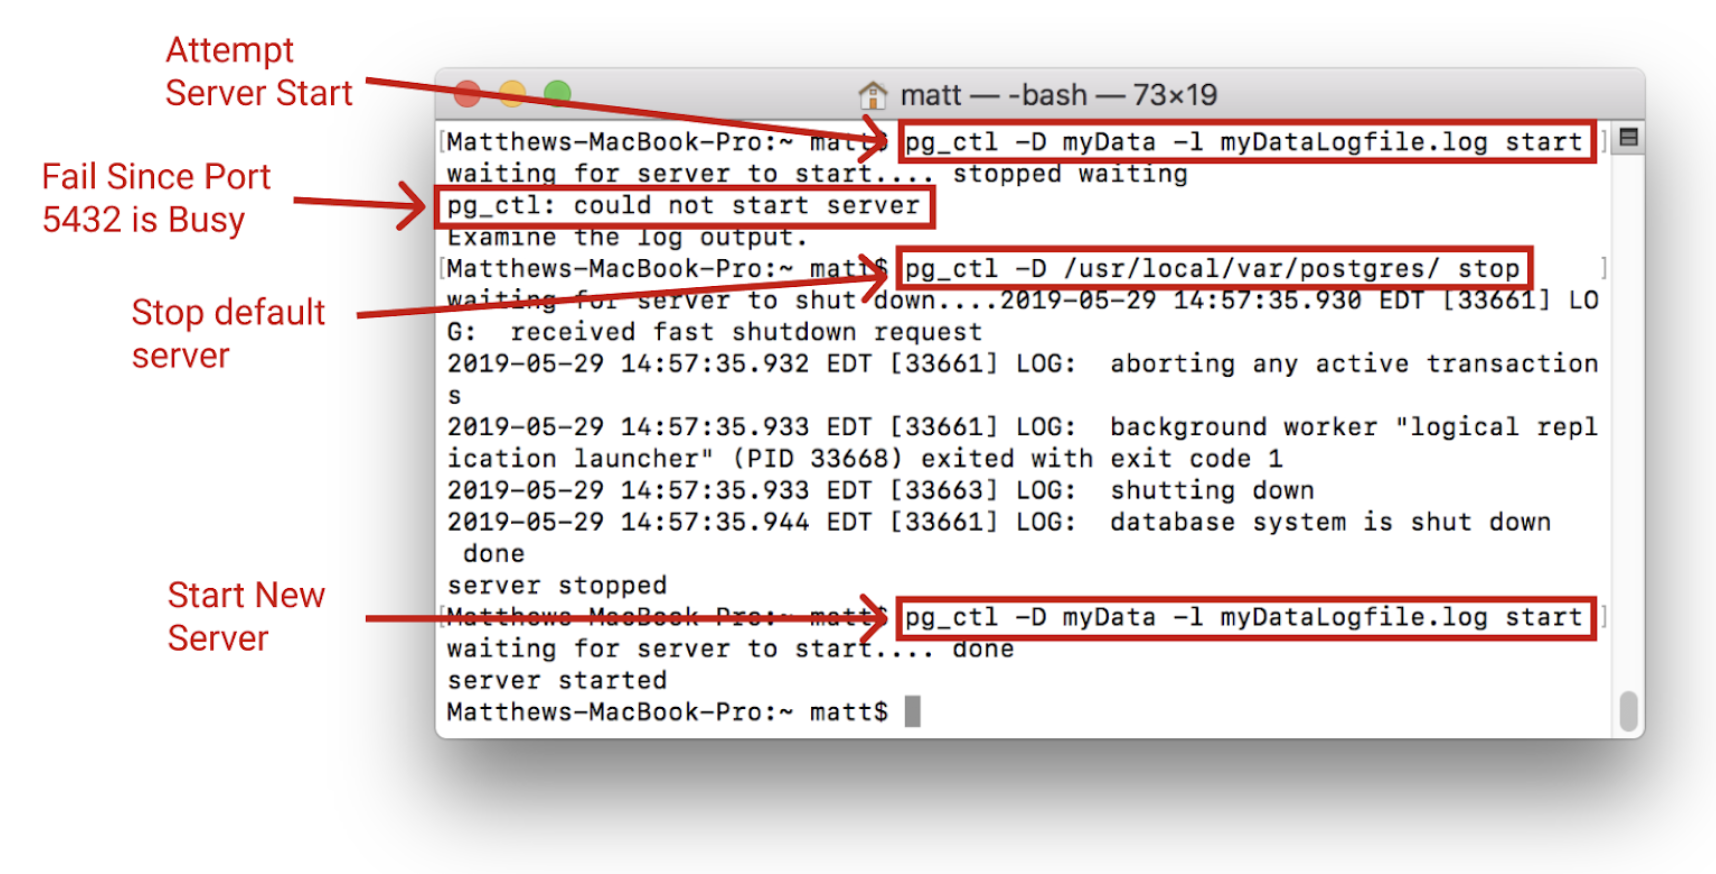 Attempt
Server Start
matt — -bash — 73×19
[Matthews-MacBook-Pro:~ matt$ pg_ctl -D myData -l myDataLogfile.log start ]
waiting for server to start.... stopped waiting
Fail Since Port
5432 is Busy
pg_ctl: could not start server
Examine the log output.
[Matthews-MacBook-Pro:~ matt$ pg_ctl -D /usr/local/var/postgres/ stop ]
Stop default
server
waiting for server to shut down....2019-05-29 14:57:35.930 EDT [33661] LO
G:  received fast shutdown request
2019-05-29 14:57:35.932 EDT [33661] LOG:  aborting any active transaction
s
2019-05-29 14:57:35.933 EDT [33661] LOG:  background worker "logical repl
ication launcher" (PID 33668) exited with exit code 1
2019-05-29 14:57:35.933 EDT [33663] LOG:  shutting down
2019-05-29 14:57:35.944 EDT [33661] LOG:  database system is shut down
 done
server stopped
Start New
Server
[Matthews-MacBook-Pro:~ matt$ pg_ctl -D myData -l myDataLogfile.log start ]
waiting for server to start.... done
server started
Matthews-MacBook-Pro:~ matt$